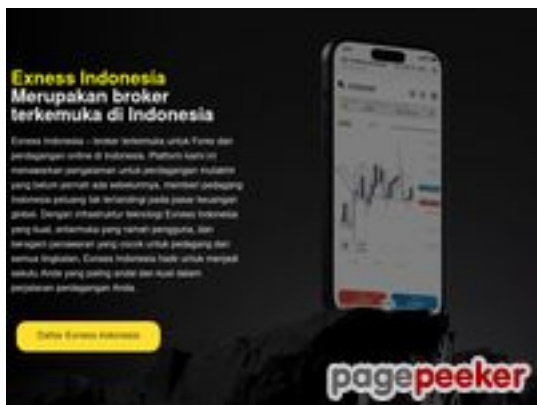 Exness Indonesia
Merupakan broker
terkemuka di Indonesia
Exness Indonesia – broker terkemuka untuk Forex dan
perdagangan online di Indonesia. Platform kami ini
menawarkan pengalaman untuk perdagangan mutakhir
yang belum pernah ada sebelumnya, memberi pedagang
Indonesia peluang tak tertandingi pada pasar keuangan
global. Dengan infrastruktur teknologi Exness Indonesia
yang kuat, antarmuka yang ramah pengguna, dan
beragam penawaran yang cocok untuk pedagang dari
semua tingkatan, Exness Indonesia hadir untuk menjadi
sekutu Anda yang paling andal dan kuat dalam
perjalanan perdagangan Anda.
Daftar Exness Indonesia
pagepeeker